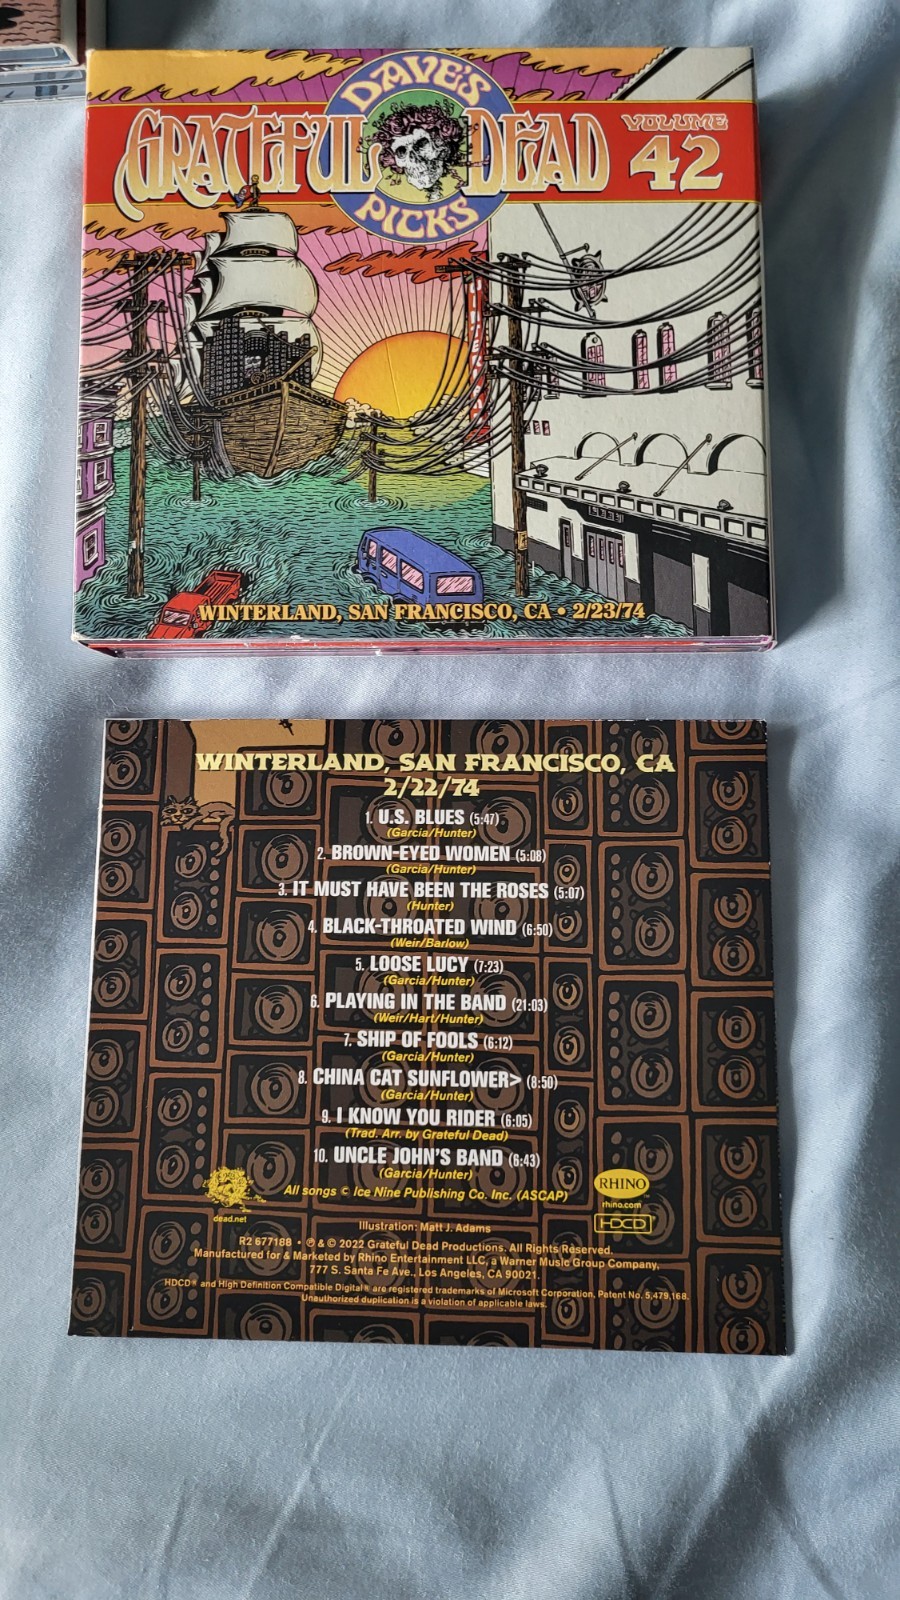 DAVE'S
GRATEFUL DEAD
PICKS
VOLUME
42
WINTERLAND, SAN FRANCISCO, CA • 2/23/74
WINTERLAND, SAN FRANCISCO, CA
2/22/74
1. U.S. BLUES (5:47)
(Garcia/Hunter)
2. BROWN-EYED WOMEN (5:08)
(Garcia/Hunter)
3. IT MUST HAVE BEEN THE ROSES (5:07)
(Hunter)
4. BLACK-THROATED WIND (6:50)
(Weir/Barlow)
5. LOOSE LUCY (7:23)
(Garcia/Hunter)
6. PLAYING IN THE BAND (21:03)
(Weir/Hart/Hunter)
7. SHIP OF FOOLS (6:12)
(Garcia/Hunter)
8. CHINA CAT SUNFLOWER> (8:50)
(Garcia/Hunter)
9. I KNOW YOU RIDER (6:05)
(Trad. Arr. by Grateful Dead)
10. UNCLE JOHN'S BAND (6:43)
(Garcia/Hunter)
All songs © Ice Nine Publishing Co. Inc. (ASCAP)
dead.net
RHINO™
rhino.com
HDCD®
Illustration: Matt J. Adams
R2 677188 • ℗ & © 2022 Grateful Dead Productions. All Rights Reserved.
Manufactured for & Marketed by Rhino Entertainment LLC, a Warner Music Group Company,
777 S. Santa Fe Ave., Los Angeles, CA 90021.
HDCD® and High Definition Compatible Digital® are registered trademarks of Microsoft Corporation, Patent No. 5,479,168.
Unauthorized duplication is a violation of applicable laws.